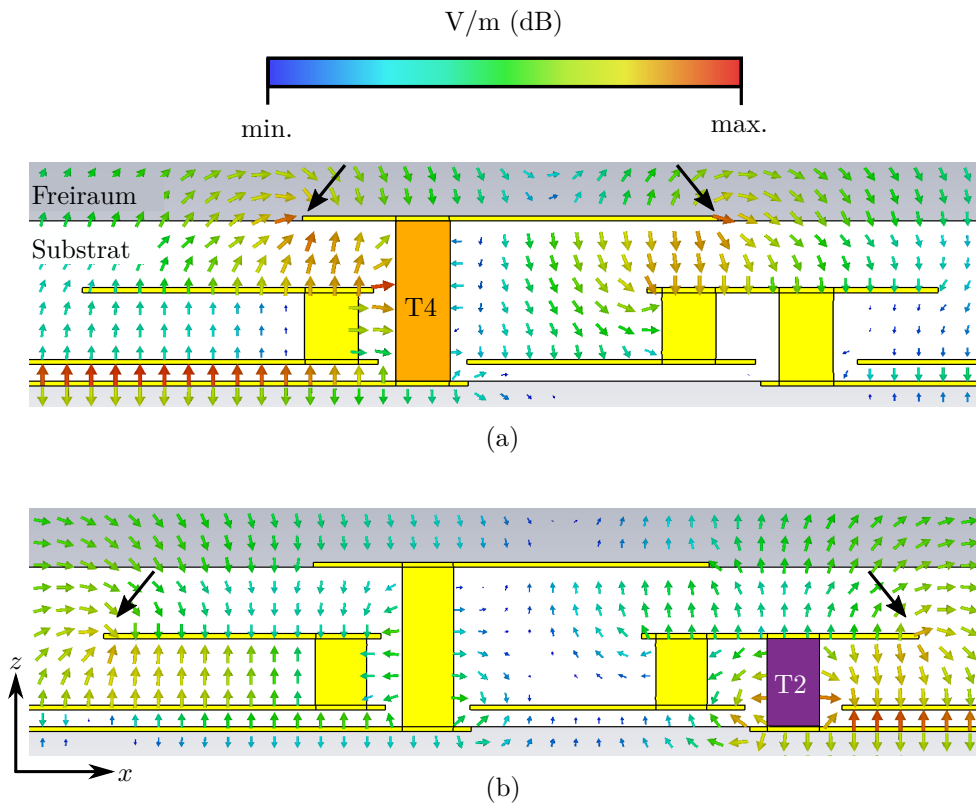 V/m (dB)
min.
max.
Freiraum
Substrat
T4
(a)
T2
z
x
(b)